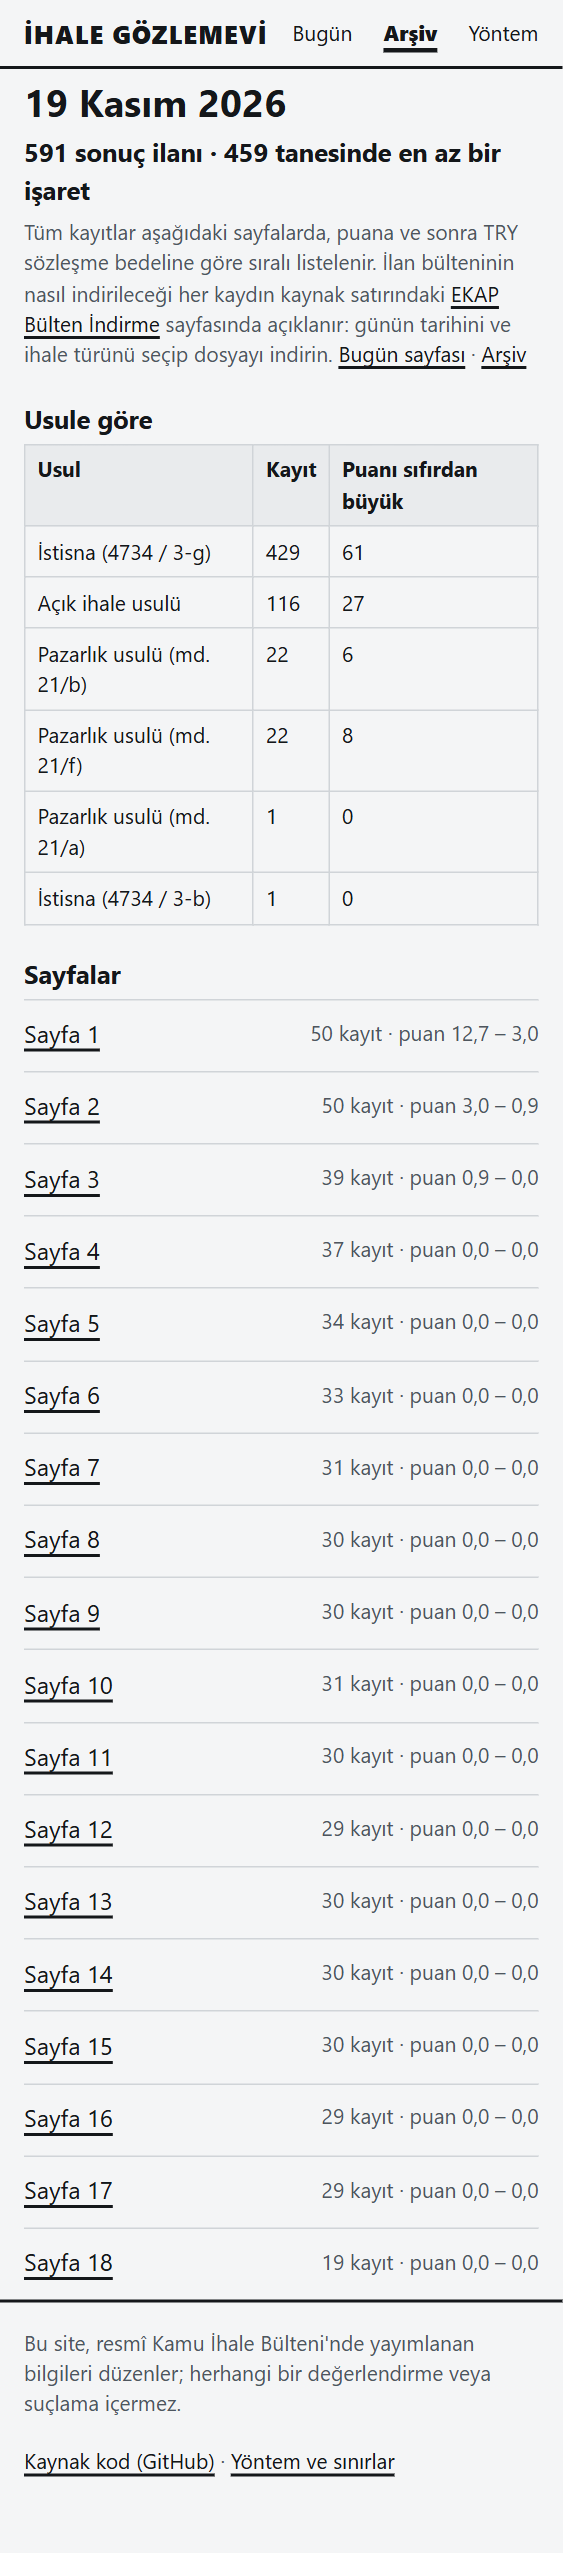 İHALE GÖZLEMEVİ Bugün Arşiv Yöntem
19 Kasım 2026
591 sonuç ilanı · 459 tanesinde en az bir
işaret
Tüm kayıtlar aşağıdaki sayfalarda, puana ve sonra TRY
sözleşme bedeline göre sıralı listelenir. İlan bülteninin
nasıl indirileceği her kaydın kaynak satırındaki EKAP
Bülten İndirme sayfasında açıklanır: günün tarihini ve
ihale türünü seçip dosyayı indirin. Bugün sayfası · Arşiv
Usule göre
Usul Kayıt Puanı sıfırdan
büyük
İstisna (4734 / 3-g) 429 61
Açık ihale usulü 116 27
Pazarlık usulü (md. 22 6
21/b)
Pazarlık usulü (md. 22 8
21/f)
Pazarlık usulü (md. 1 0
21/a)
İstisna (4734 / 3-b) 1 0
Sayfalar
Sayfa 1 50 kayıt · puan 12,7 – 3,0
Sayfa 2 50 kayıt · puan 3,0 – 0,9
Sayfa 3 39 kayıt · puan 0,9 – 0,0
Sayfa 4 37 kayıt · puan 0,0 – 0,0
Sayfa 5 34 kayıt · puan 0,0 – 0,0
Sayfa 6 33 kayıt · puan 0,0 – 0,0
Sayfa 7 31 kayıt · puan 0,0 – 0,0
Sayfa 8 30 kayıt · puan 0,0 – 0,0
Sayfa 9 30 kayıt · puan 0,0 – 0,0
Sayfa 10 31 kayıt · puan 0,0 – 0,0
Sayfa 11 30 kayıt · puan 0,0 – 0,0
Sayfa 12 29 kayıt · puan 0,0 – 0,0
Sayfa 13 30 kayıt · puan 0,0 – 0,0
Sayfa 14 30 kayıt · puan 0,0 – 0,0
Sayfa 15 30 kayıt · puan 0,0 – 0,0
Sayfa 16 29 kayıt · puan 0,0 – 0,0
Sayfa 17 29 kayıt · puan 0,0 – 0,0
Sayfa 18 19 kayıt · puan 0,0 – 0,0
Bu site, resmî Kamu İhale Bülteni'nde yayımlanan
bilgileri düzenler; herhangi bir değerlendirme veya
suçlama içermez.
Kaynak kod (GitHub) · Yöntem ve sınırlar